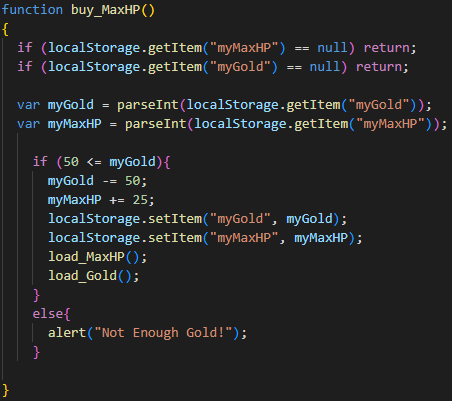 function buy_MaxHP()
{
  if (localStorage.getItem("myMaxHP") == null) return;
  if (localStorage.getItem("myGold") == null) return;

  var myGold = parseInt(localStorage.getItem("myGold"));
  var myMaxHP = parseInt(localStorage.getItem("myMaxHP"));

    if (50 <= myGold){
      myGold -= 50;
      myMaxHP += 25;
      localStorage.setItem("myGold", myGold);
      localStorage.setItem("myMaxHP", myMaxHP);
      load_MaxHP();
      load_Gold();
    }
    else{
      alert("Not Enough Gold!");
    }

}